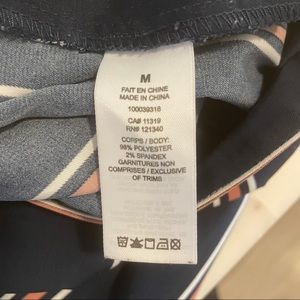 M
FAIT EN CHINE
MADE IN CHINA
100039318
CA# 11319
RN# 121340
CORPS / BODY:
98% POLYESTER
2% SPANDEX
GARNITURES NON
COMPRISES / EXCLUSIVE
OF TRIMS